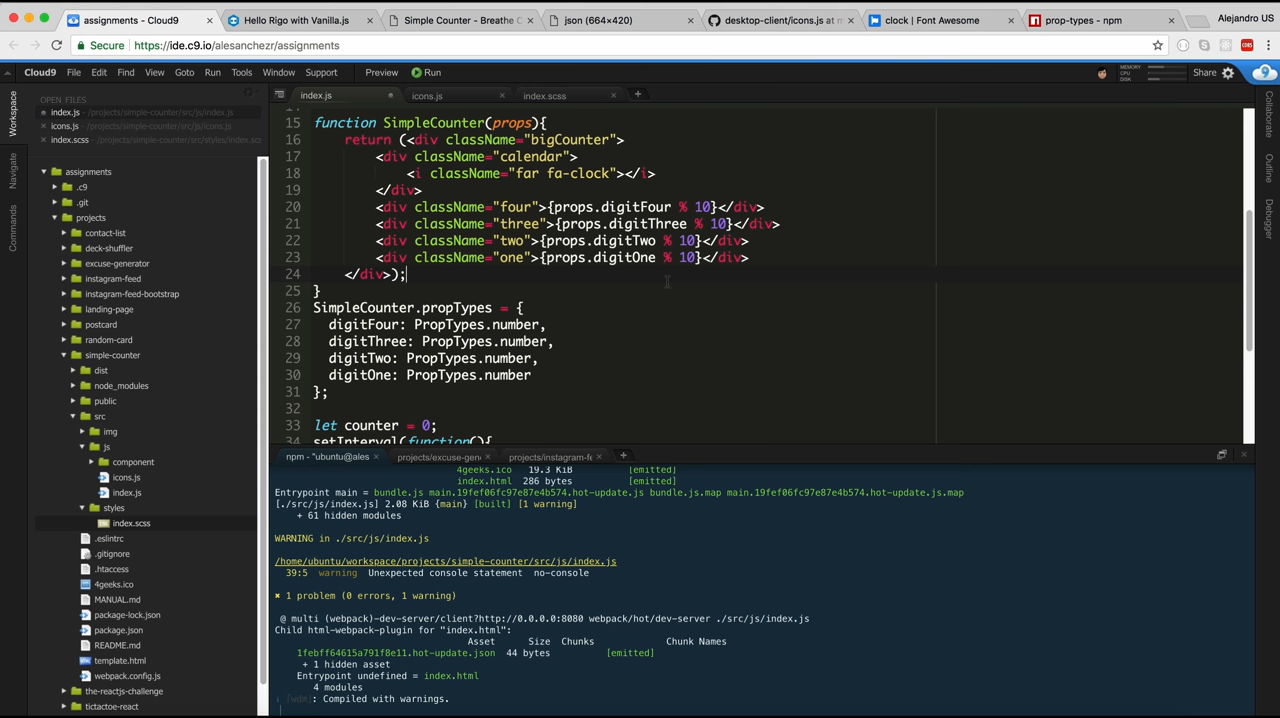 assignments - Cloud9
Hello Rigo with Vanilla.js
Simple Counter - Breathe C
json (664×420)
desktop-client/icons.js at m
clock | Font Awesome
prop-types - npm
Alejandro US
Secure
https://ide.c9.io/alesanchezr/assignments
Cloud9 File Edit Find View Goto Run Tools Window Support Preview Run
MEMORY
CPU
DISK
Share
OPEN FILES
index.js - /projects/simple-counter/src/js/index.js
icons.js - /projects/simple-counter/src/js/icons.js
index.scss - /projects/simple-counter/src/styles/index.sc
Workspace
Navigate
Commands
assignments
.c9
.git
projects
contact-list
deck-shuffler
excuse-generator
instagram-feed
instagram-feed-bootstrap
landing-page
postcard
random-card
simple-counter
dist
node_modules
public
src
img
js
component
icons.js
index.js
styles
index.scss
.eslintrc
.gitignore
.htaccess
4geeks.ico
MANUAL.md
package-lock.json
package.json
README.md
template.html
webpack.config.js
the-reactjs-challenge
tictactoe-react
index.js
icons.js
index.scss
15 function SimpleCounter(props){
16 return (<div className="bigCounter">
17 <div className="calendar">
18 <i className="far fa-clock"></i>
19 </div>
20 <div className="four">{props.digitFour % 10}</div>
21 <div className="three">{props.digitThree % 10}</div>
22 <div className="two">{props.digitTwo % 10}</div>
23 <div className="one">{props.digitOne % 10}</div>
24 </div>);
25 }
26 SimpleCounter.propTypes = {
27 digitFour: PropTypes.number,
28 digitThree: PropTypes.number,
29 digitTwo: PropTypes.number,
30 digitOne: PropTypes.number
31 };
32
33 let counter = 0;
34 setInterval(function(){
Collaborate
Outline
Debugger
npm - "ubuntu@ales
projects/excuse-gen
projects/instagram-fe
4geeks.ico 19.3 KiB [emitted]
index.html 286 bytes [emitted]
Entrypoint main = bundle.js main.19fef06fc97e87e4b574.hot-update.js bundle.js.map main.19fef06fc97e87e4b574.hot-update.js.map
[./src/js/index.js] 2.08 KiB {main} [built] [1 warning]
+ 61 hidden modules
WARNING in ./src/js/index.js
/home/ubuntu/workspace/projects/simple-counter/src/js/index.js
39:5 warning Unexpected console statement no-console
✖ 1 problem (0 errors, 1 warning)
@ multi (webpack)-dev-server/client?http://0.0.0.0:8080 webpack/hot/dev-server ./src/js/index.js
Child html-webpack-plugin for "index.html":
Asset Size Chunks Chunk Names
1febff64615a791f8e11.hot-update.json 44 bytes [emitted]
+ 1 hidden asset
Entrypoint undefined = index.html
4 modules
ℹ [wdm]: Compiled with warnings.